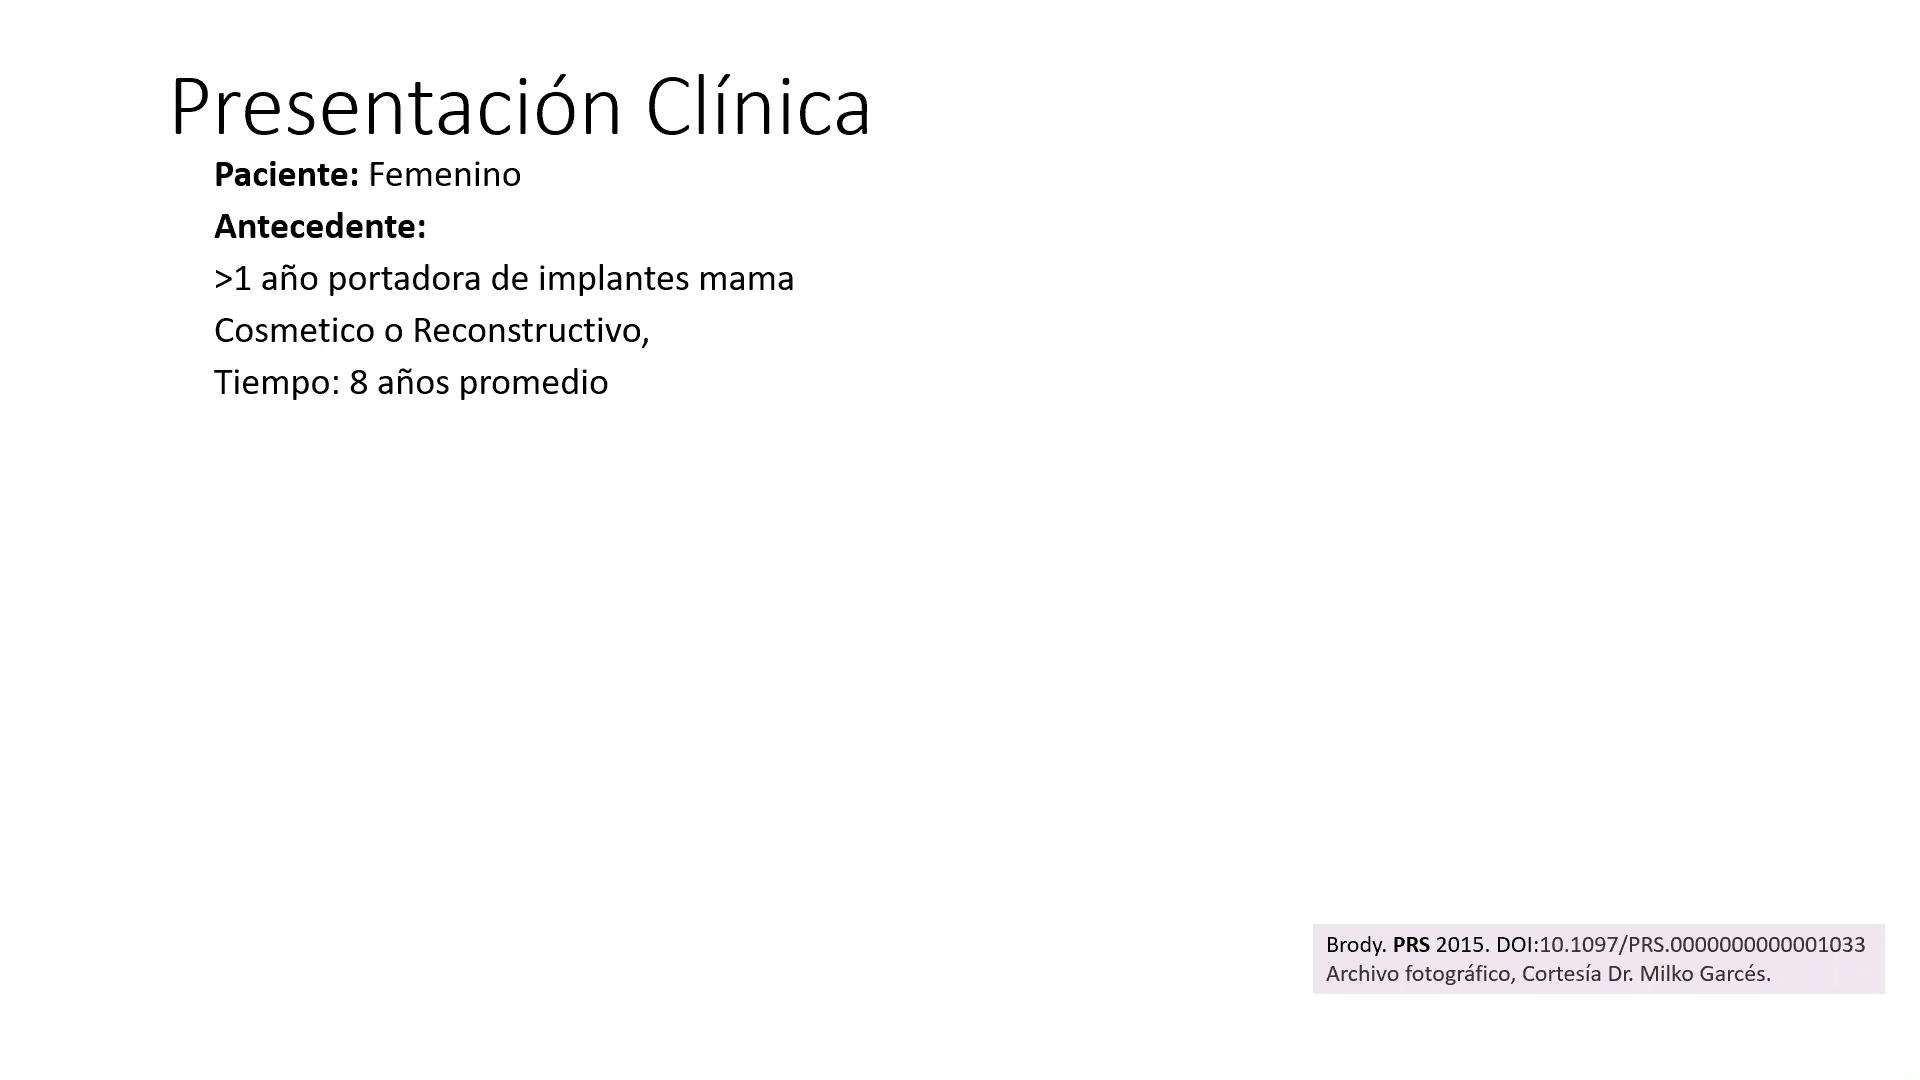 Presentación Clínica
Paciente: Femenino
Antecedente:
>1 año portadora de implantes mama
Cosmetico o Reconstructivo,
Tiempo: 8 años promedio
Brody. PRS 2015. DOI:10.1097/PRS.0000000000001033
Archivo fotográfico, Cortesía Dr. Milko Garcés.